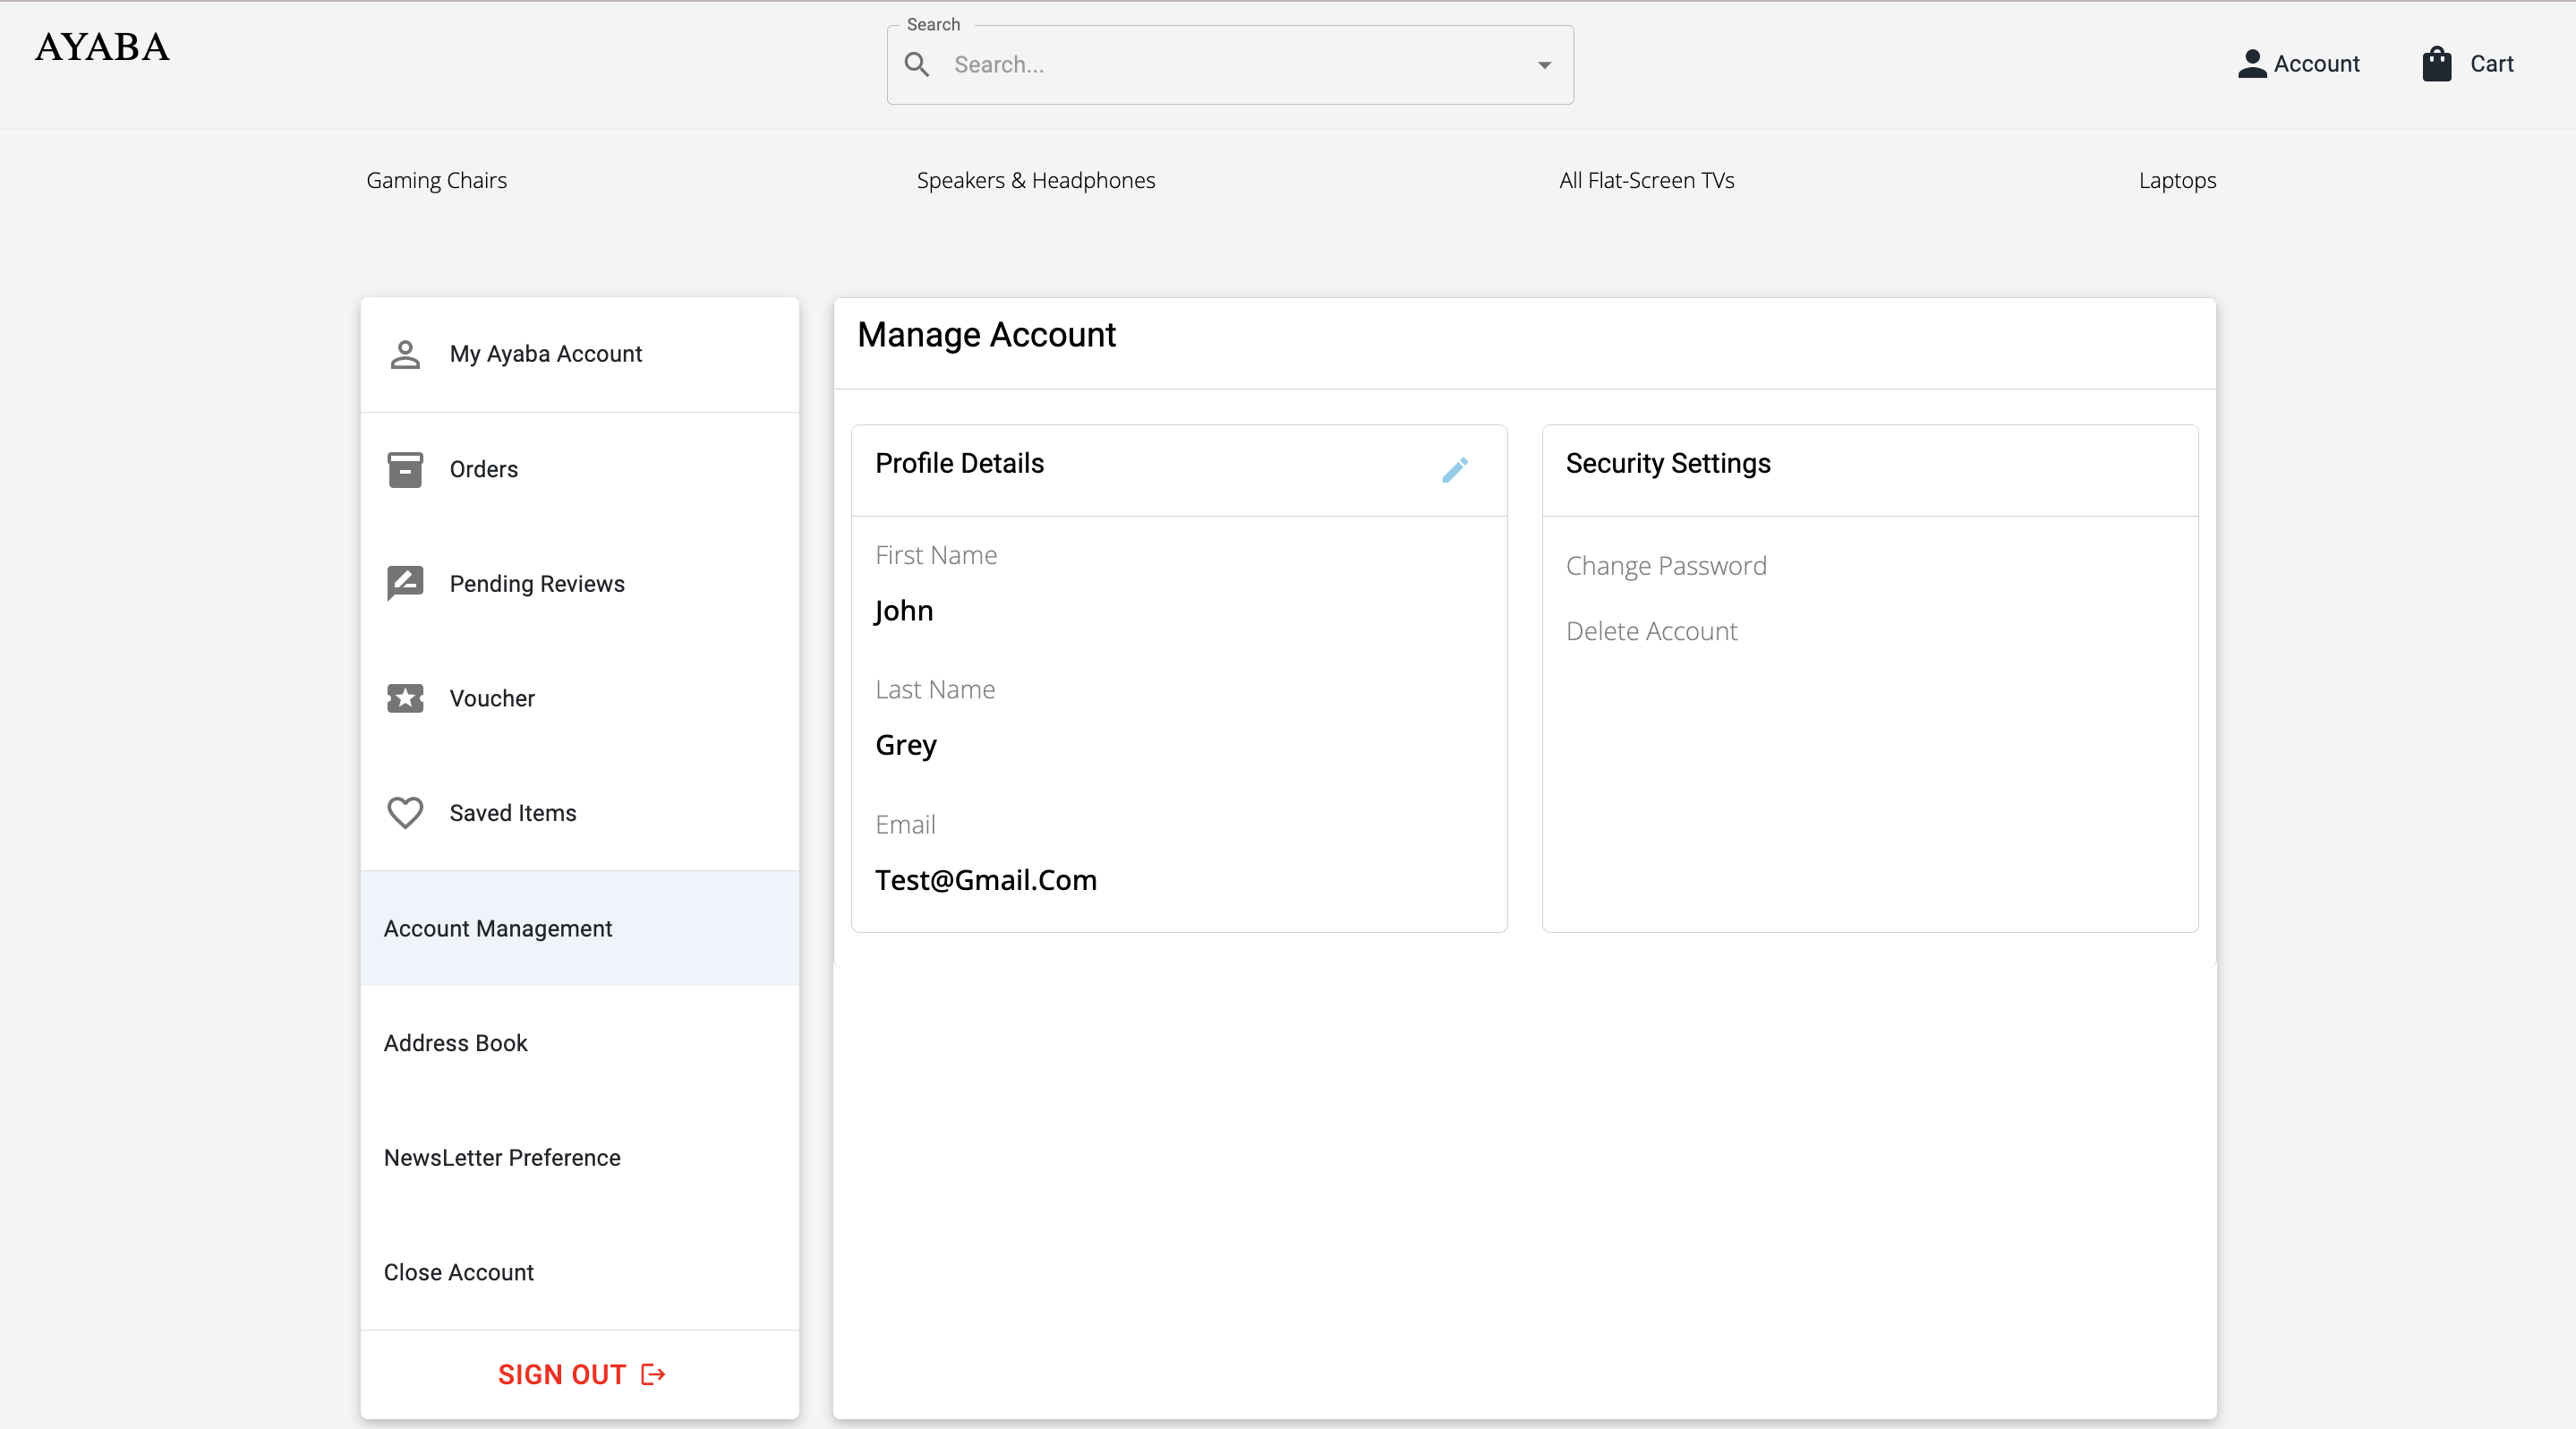 AYABA
Search
Search...
Account
Cart
Gaming Chairs
Speakers & Headphones
All Flat-Screen TVs
Laptops
My Ayaba Account
Orders
Pending Reviews
Voucher
Saved Items
Account Management
Address Book
NewsLetter Preference
Close Account
SIGN OUT
Manage Account
Profile Details
First Name
John
Last Name
Grey
Email
Test@Gmail.Com
Security Settings
Change Password
Delete Account